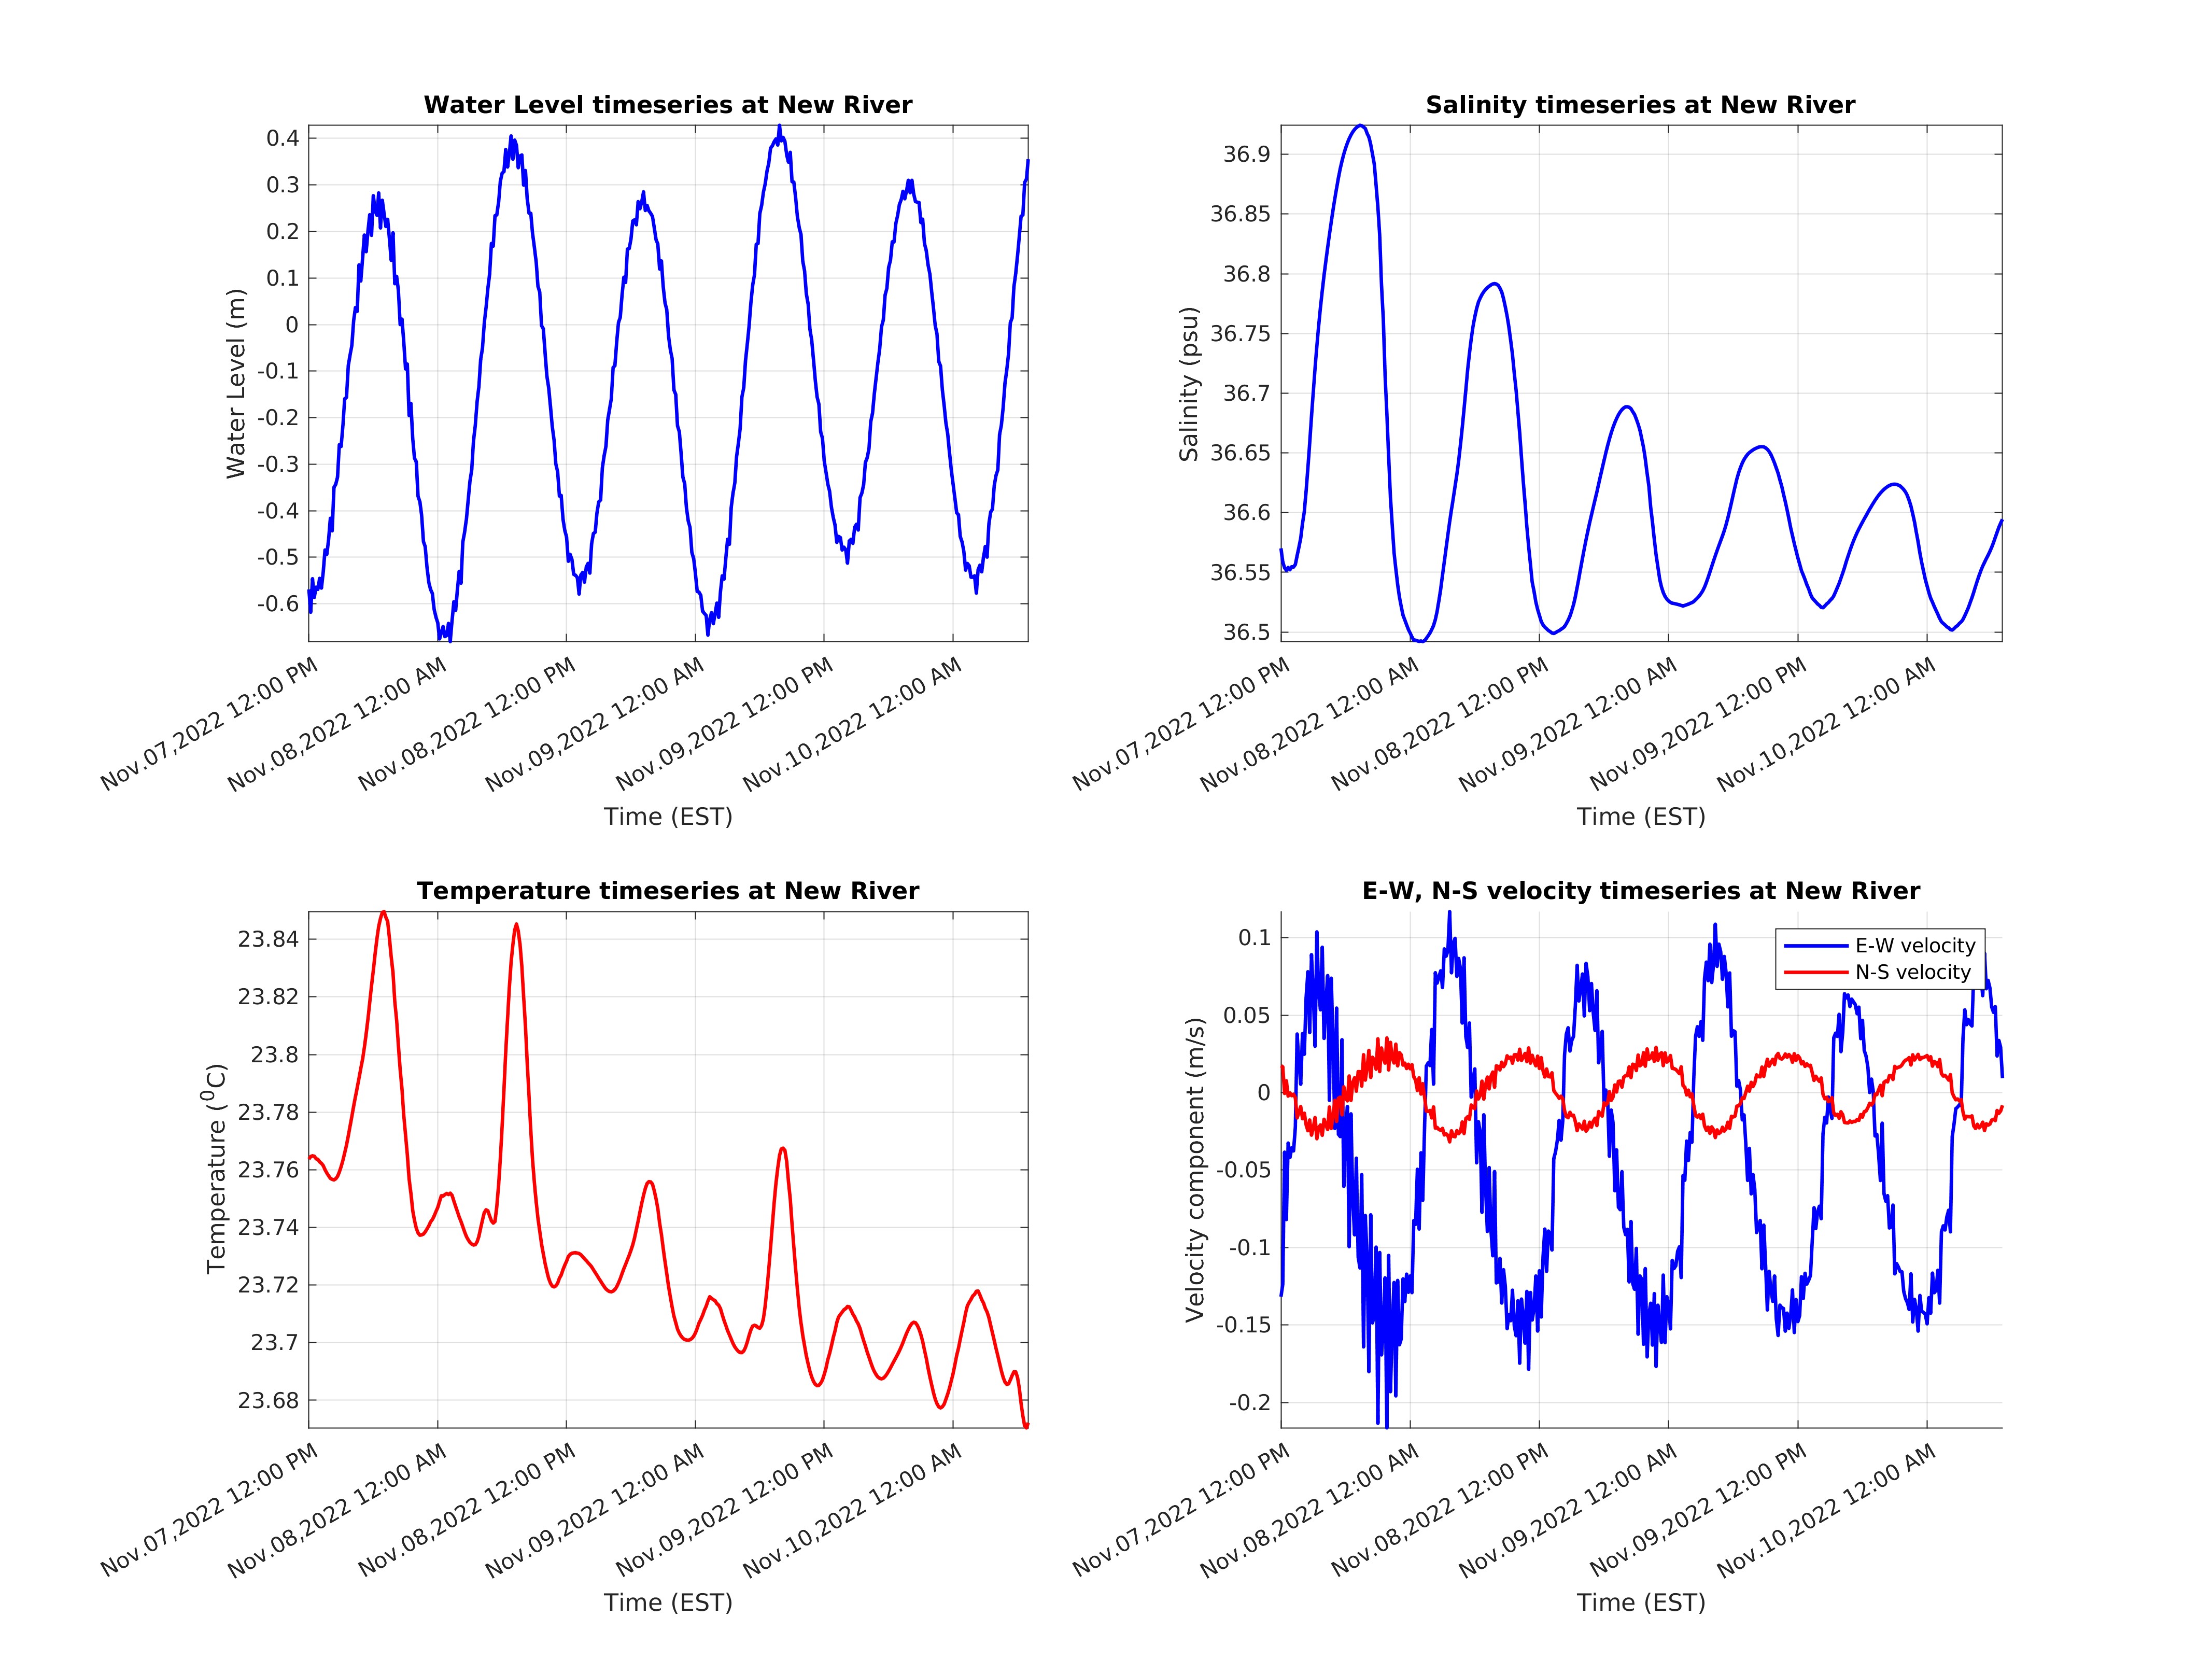 Water Level timeseries at New River
Water Level (m)
0.4
0.3
0.2
0.1
0
-0.1
-0.2
-0.3
-0.4
-0.5
-0.6
Nov.07,2022 12:00 PM
Nov.08,2022 12:00 AM
Nov.08,2022 12:00 PM
Nov.09,2022 12:00 AM
Nov.09,2022 12:00 PM
Nov.10,2022 12:00 AM
Time (EST)
Salinity timeseries at New River
Salinity (psu)
36.9
36.85
36.8
36.75
36.7
36.65
36.6
36.55
36.5
Nov.07,2022 12:00 PM
Nov.08,2022 12:00 AM
Nov.08,2022 12:00 PM
Nov.09,2022 12:00 AM
Nov.09,2022 12:00 PM
Nov.10,2022 12:00 AM
Time (EST)
Temperature timeseries at New River
Temperature (⁰C)
23.84
23.82
23.8
23.78
23.76
23.74
23.72
23.7
23.68
Nov.07,2022 12:00 PM
Nov.08,2022 12:00 AM
Nov.08,2022 12:00 PM
Nov.09,2022 12:00 AM
Nov.09,2022 12:00 PM
Nov.10,2022 12:00 AM
Time (EST)
E-W, N-S velocity timeseries at New River
Velocity component (m/s)
0.1
0.05
0
-0.05
-0.1
-0.15
-0.2
E-W velocity
N-S velocity
Nov.07,2022 12:00 PM
Nov.08,2022 12:00 AM
Nov.08,2022 12:00 PM
Nov.09,2022 12:00 AM
Nov.09,2022 12:00 PM
Nov.10,2022 12:00 AM
Time (EST)